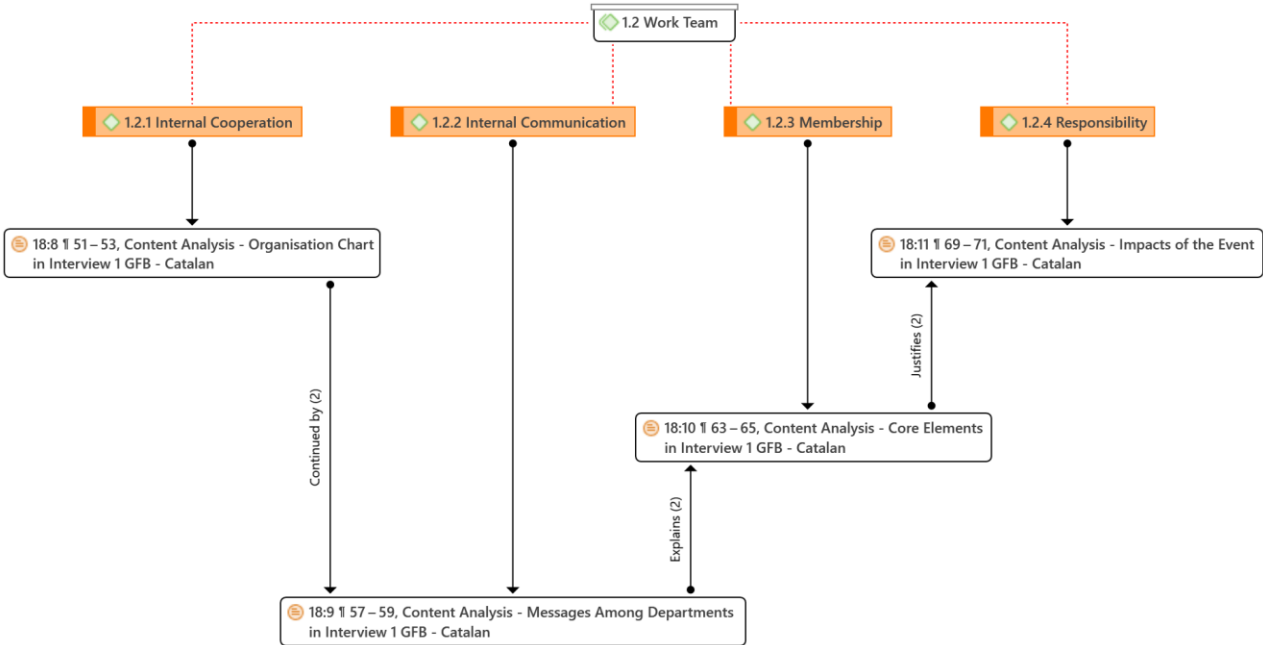 1.2 Work Team
1.2.1 Internal Cooperation
1.2.2 Internal Communication
1.2.3 Membership
1.2.4 Responsibility
18:8 ¶ 51 – 53, Content Analysis - Organisation Chart
in Interview 1 GFB - Catalan
18:11 ¶ 69 – 71, Content Analysis - Impacts of the Event
in Interview 1 GFB - Catalan
Continued by (2)
Justifies (2)
18:10 ¶ 63 – 65, Content Analysis - Core Elements
in Interview 1 GFB - Catalan
Explains (2)
18:9 ¶ 57 – 59, Content Analysis - Messages Among Departments
in Interview 1 GFB - Catalan